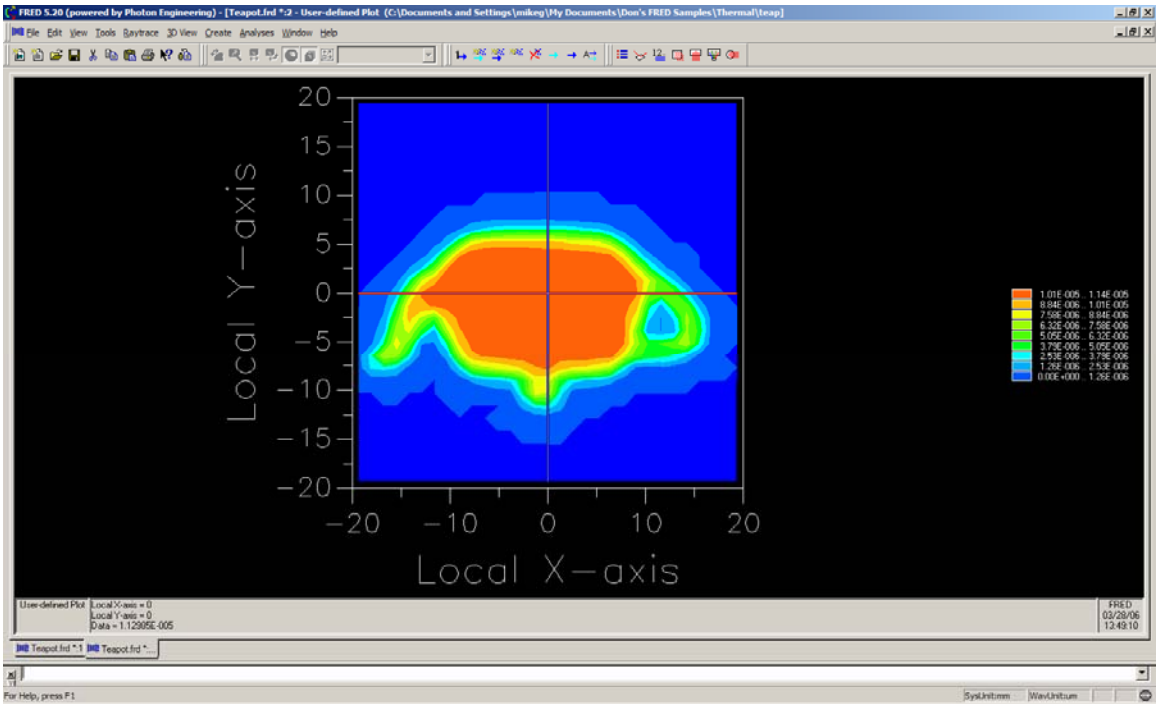 FRED 5.20 (powered by Photon Engineering) - [Teapot.frd *:2 - User-defined Plot (C:\Documents and Settings\mikeg\My Documents\Don's FRED Samples\Thermal\teap]
File Edit View Tools Raytrace 3D View Create Analyses Window Help
20
15
10
5
0
−5
−10
−15
−20
Local Y−axis
−20 −10 0 10 20
Local X−axis
1.01E-005 .. 1.14E-005
8.84E-006 .. 1.01E-005
7.58E-006 .. 8.84E-006
6.32E-006 .. 7.58E-006
5.05E-006 .. 6.32E-006
3.79E-006 .. 5.05E-006
2.53E-006 .. 3.79E-006
1.26E-006 .. 2.53E-006
0.00E+000 .. 1.26E-006
User-defined Plot
Local X-axis = 0
Local Y-axis = 0
Data = 1.12905E-005
FRED
03/28/06
13:49:10
Teapot.frd *:1 Teapot.frd *:...
For Help, press F1
SysUnit:mm WavUnit:um